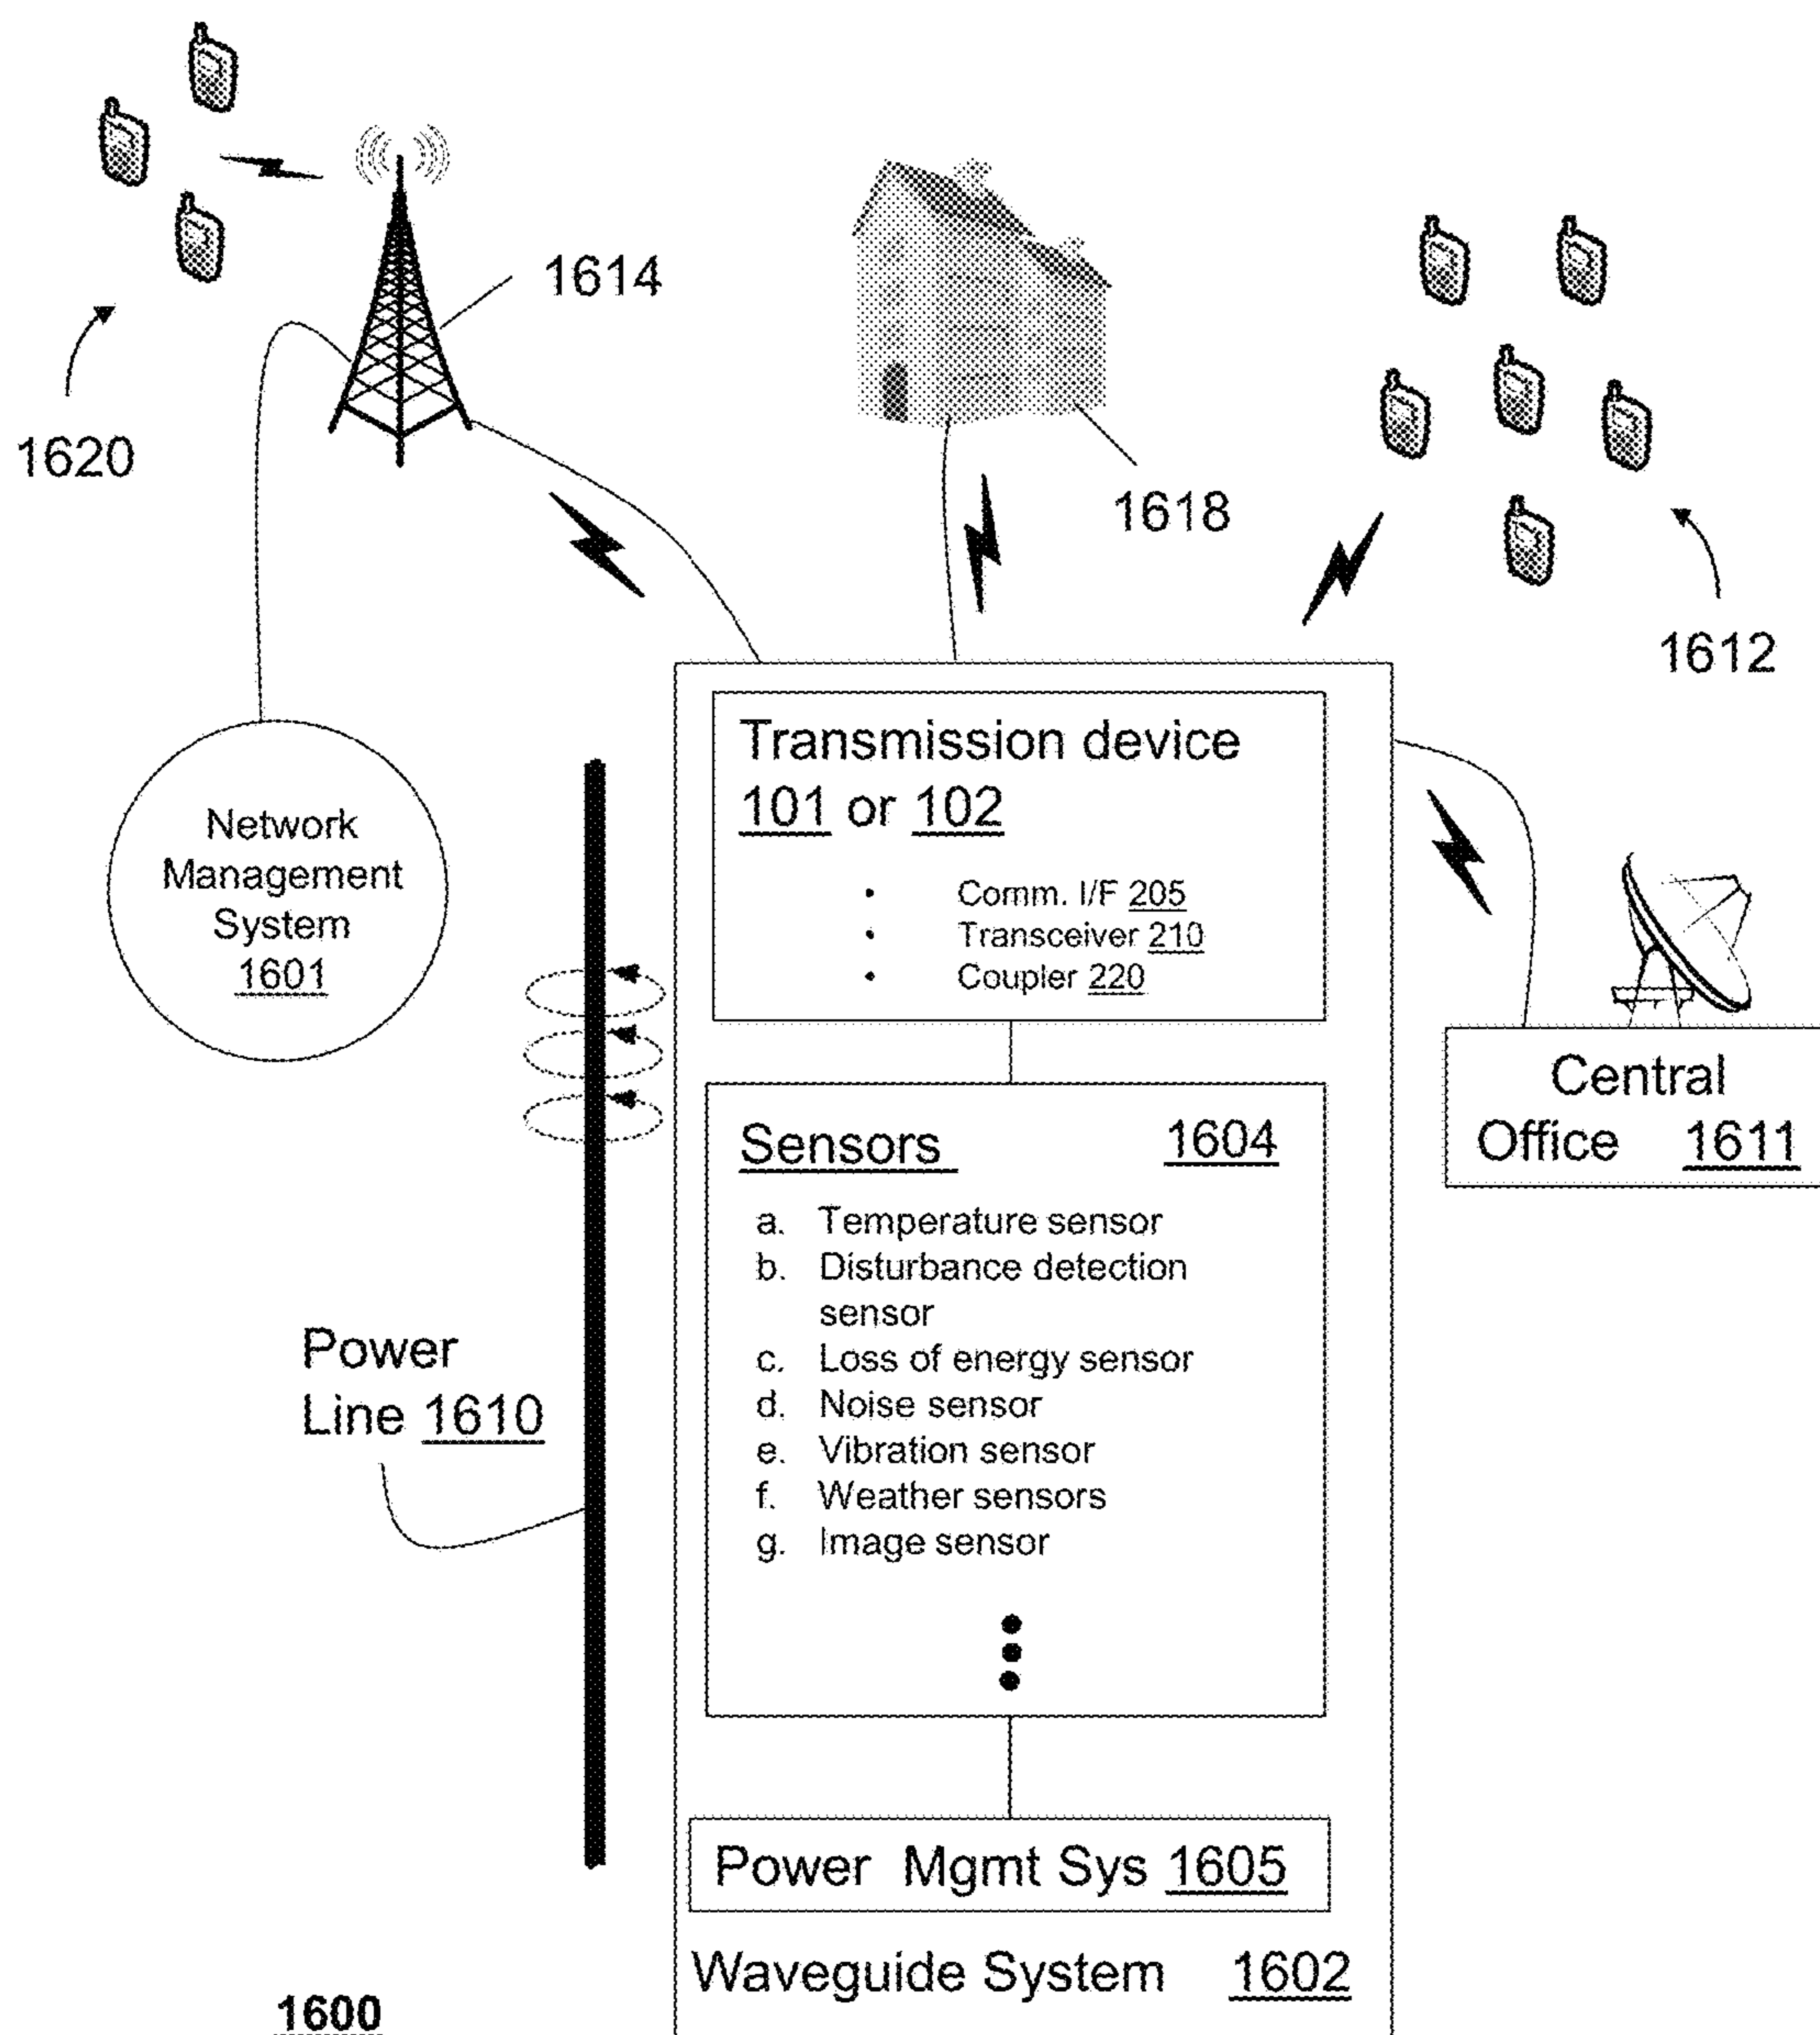 1614
1620
1618
1612
Transmission device
101 or 102
• Comm. I/F 205
• Transceiver 210
• Coupler 220
Network
Management
System
1601
Central
Office 1611
Sensors 1604
a. Temperature sensor
b. Disturbance detection
sensor
c. Loss of energy sensor
d. Noise sensor
e. Vibration sensor
f. Weather sensors
g. Image sensor
Power
Line 1610
Power Mgmt Sys 1605
Waveguide System 1602
1600